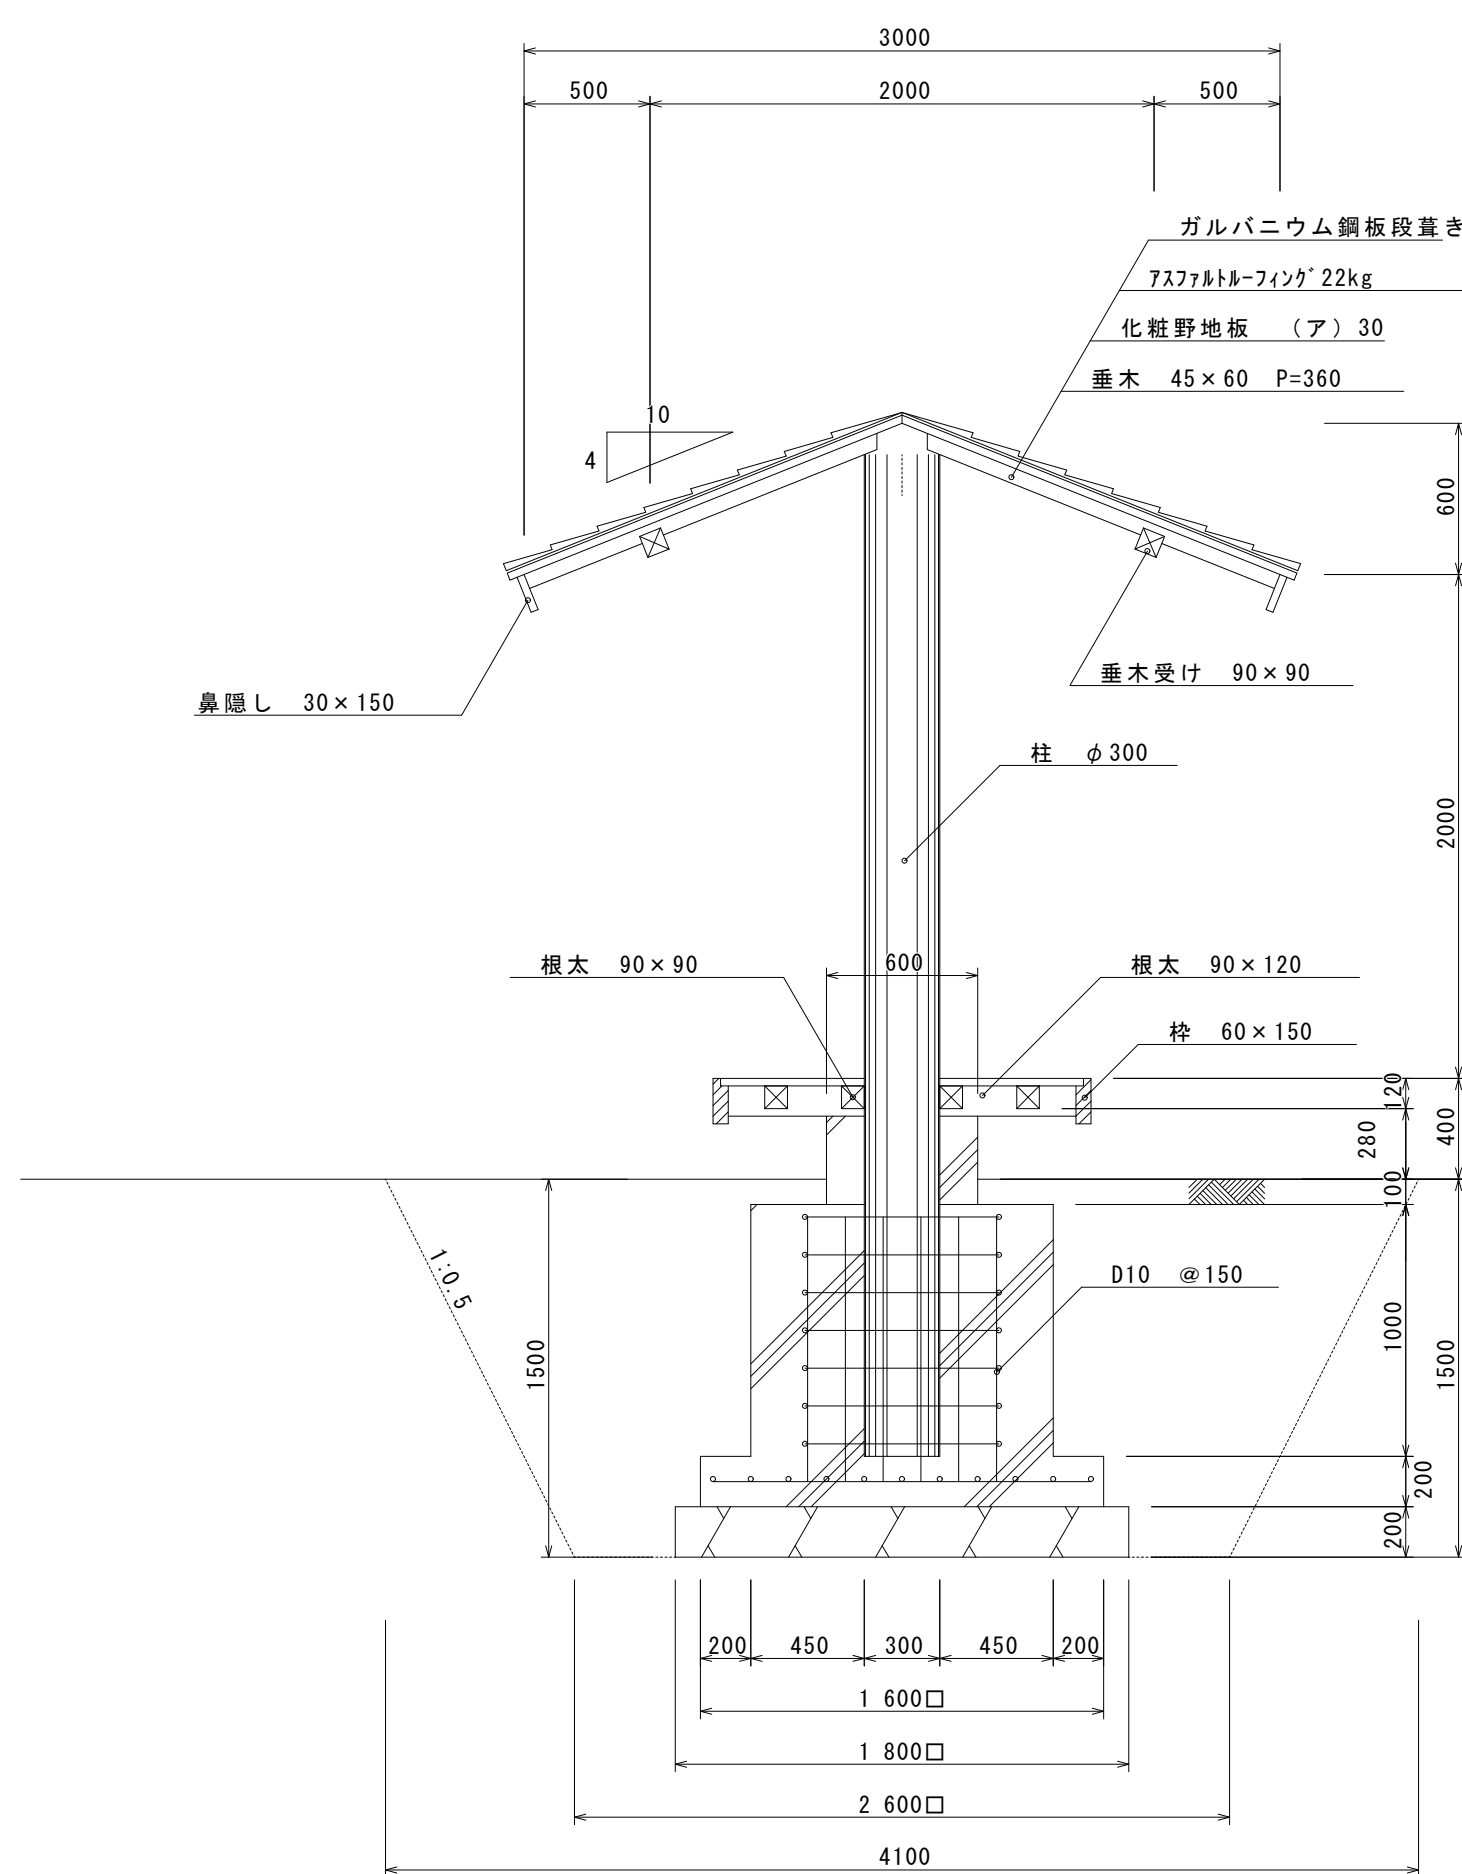 3000
500 2000 500
ガルバニウム鋼板段葺き
アスファルトルーフィング 22kg
化粧野地板 （ア）30
垂木 45×60 P=360
10
4
600
垂木受け 90×90
鼻隠し 30×150
柱 φ300
2000
根太 90×90
600
根太 90×120
枠 60×150
120
400
280
100
1:0.5
D10 @150
1500
1000
1500
200
200
200 450 300 450 200
1 600□
1 800□
2 600□
4100